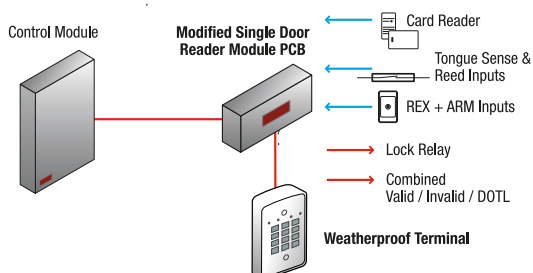 Control Module
Modified Single Door
Reader Module PCB
Card Reader
Tongue Sense &
Reed Inputs
REX + ARM Inputs
Lock Relay
Combined
Valid / Invalid / DOTL
Weatherproof Terminal